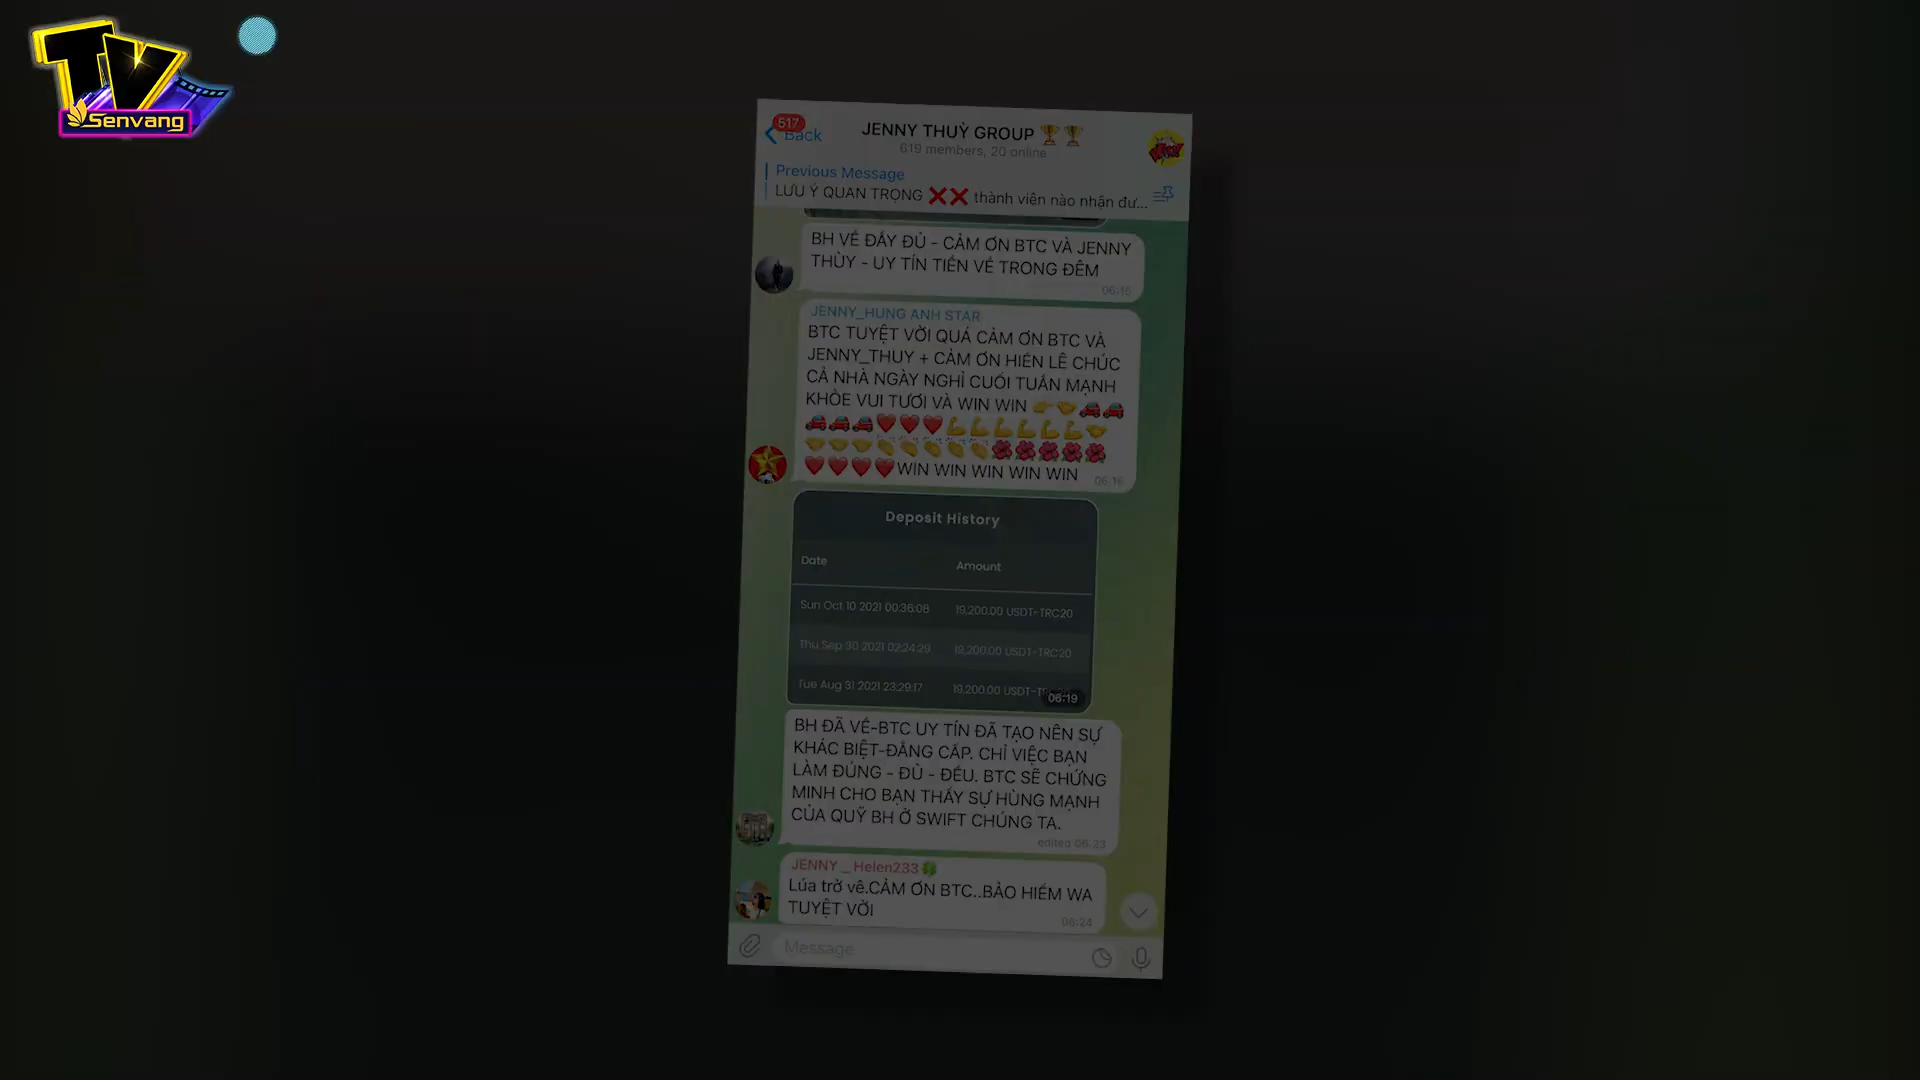 TV
Senvang
517
Back
JENNY THUỲ GROUP 🏆🏆
619 members, 20 online
Previous Message
LƯU Ý QUAN TRỌNG ❌❌ thành viên nào nhận đư...
BH VỀ ĐẦY ĐỦ - CẢM ƠN BTC VÀ JENNY
THÙY - UY TÍN TIỀN VỀ TRONG ĐÊM
06:15
JENNY_HUNG ANH STAR
BTC TUYỆT VỜI QUÁ CẢM ƠN BTC VÀ
JENNY_THUY + CẢM ƠN HIỀN LÊ CHÚC
CẢ NHÀ NGÀY NGHỈ CUỐI TUẦN MẠNH
KHỎE VUI TƯƠI VÀ WIN WIN 👉🤝🚗🚗
🚗🚗🚗❤️❤️❤️💪💪💪💪💪💪🤝
🤝🤝🤝👏👏👏👏👏🌺🌺🌺🌺🌺
❤️❤️❤️❤️WIN WIN WIN WIN WIN
06:16
Deposit History
Date Amount
Sun Oct 10 2021 00:36:08 19,200.00 USDT-TRC20
Thu Sep 30 2021 02:24:29 19,200.00 USDT-TRC20
Tue Aug 31 2021 23:29:17 19,200.00 USDT-
06:19
BH ĐÃ VỀ-BTC UY TÍN ĐÃ TẠO NÊN SỰ
KHÁC BIỆT-ĐẲNG CẤP. CHỈ VIỆC BẠN
LÀM ĐÚNG - ĐỦ - ĐỀU. BTC SẼ CHỨNG
MINH CHO BẠN THẤY SỰ HÙNG MẠNH
CỦA QUỸ BH Ở SWIFT CHÚNG TA.
edited 06:23
JENNY _ Helen233🍀
Lúa trở về.CẢM ƠN BTC..BẢO HIỂM WA
TUYỆT VỜI
06:24
Message